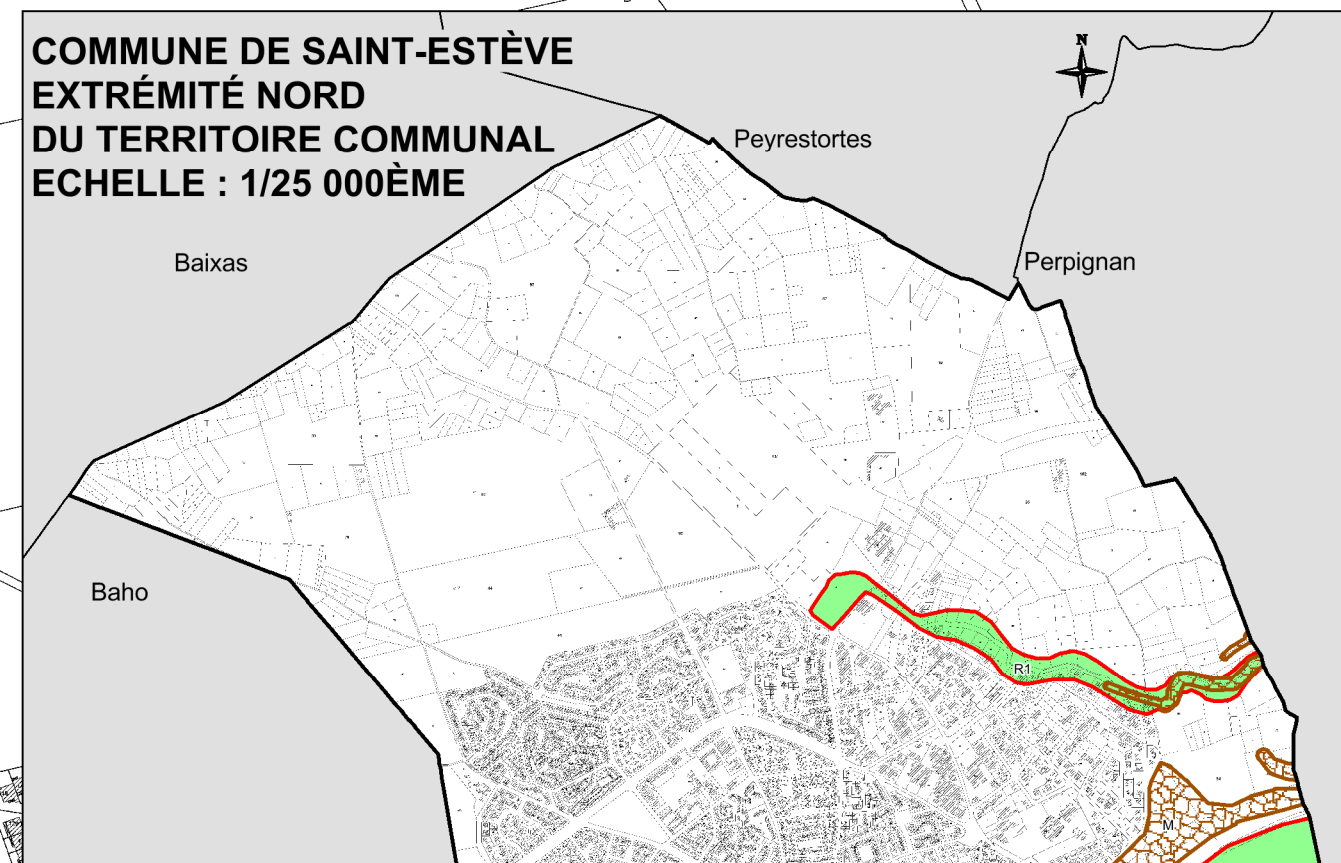 COMMUNE DE SAINT-ESTÈVE
EXTRÉMITÉ NORD
DU TERRITOIRE COMMUNAL
ECHELLE : 1/25 000ÈME
N
Peyrestortes
Baixas
Perpignan
Baho
R1
M